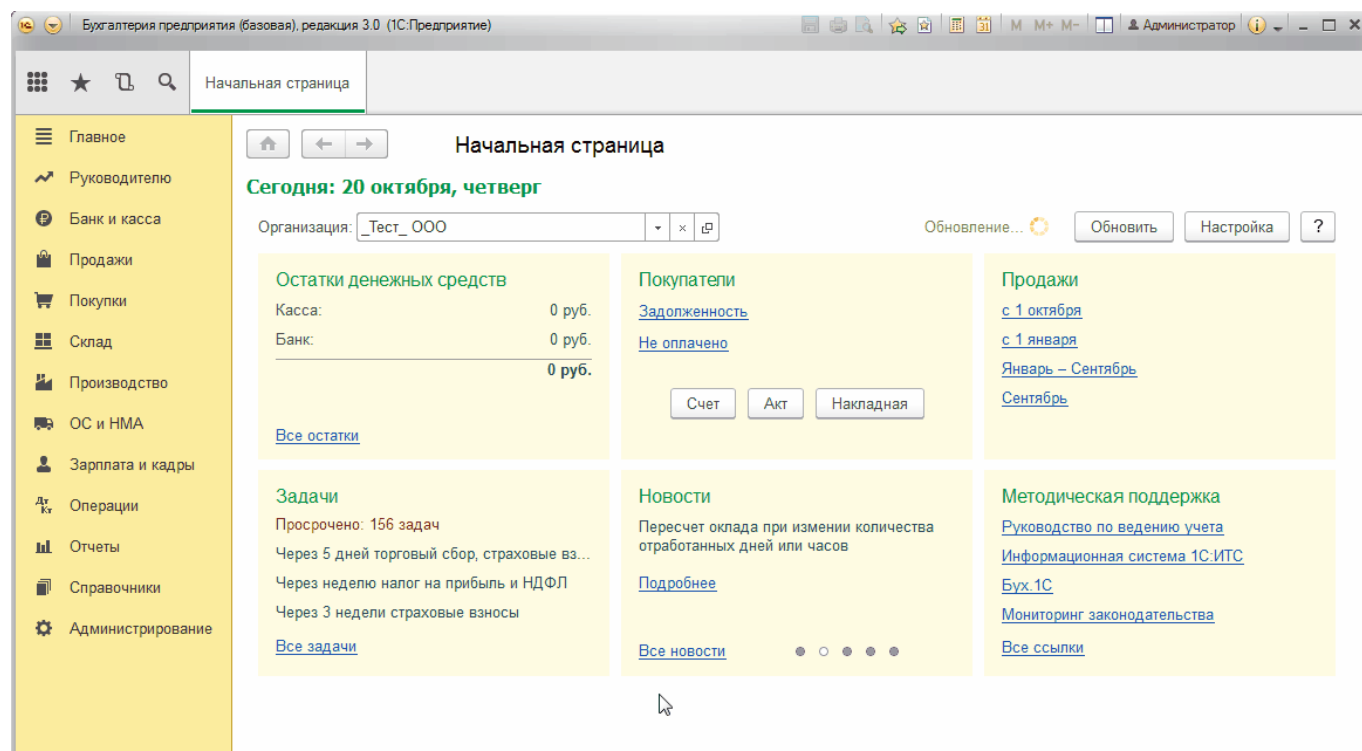 Бухгалтерия предприятия (базовая), редакция 3.0 (1С:Предприятие)
M M+ M- Администратор
Начальная страница
Главное
Руководителю
Банк и касса
Продажи
Покупки
Склад
Производство
ОС и НМА
Зарплата и кадры
Операции
Отчеты
Справочники
Администрирование
Начальная страница
Сегодня: 20 октября, четверг
Организация: _Тест_ ООО
Обновление... Обновить Настройка ?
Остатки денежных средств
Касса: 0 руб.
Банк: 0 руб.
0 руб.
Все остатки
Покупатели
Задолженность
Не оплачено
Счет Акт Накладная
Продажи
с 1 октября
с 1 января
Январь – Сентябрь
Сентябрь
Задачи
Просрочено: 156 задач
Через 5 дней торговый сбор, страховые вз...
Через неделю налог на прибыль и НДФЛ
Через 3 недели страховые взносы
Все задачи
Новости
Пересчет оклада при измении количества
отработанных дней или часов
Подробнее
Все новости
Методическая поддержка
Руководство по ведению учета
Информационная система 1С:ИТС
Бух.1С
Мониторинг законодательства
Все ссылки